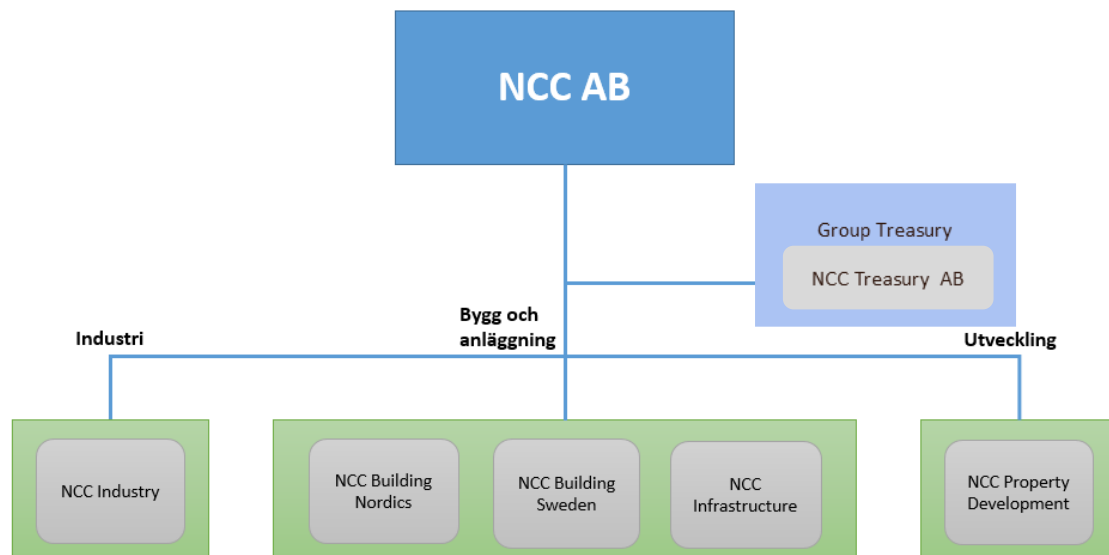 NCC AB
Group Treasury
NCC Treasury AB
Bygg och
anläggning
Industri
Utveckling
NCC Industry
NCC Building
Nordics
NCC Building
Sweden
NCC
Infrastructure
NCC Property
Development